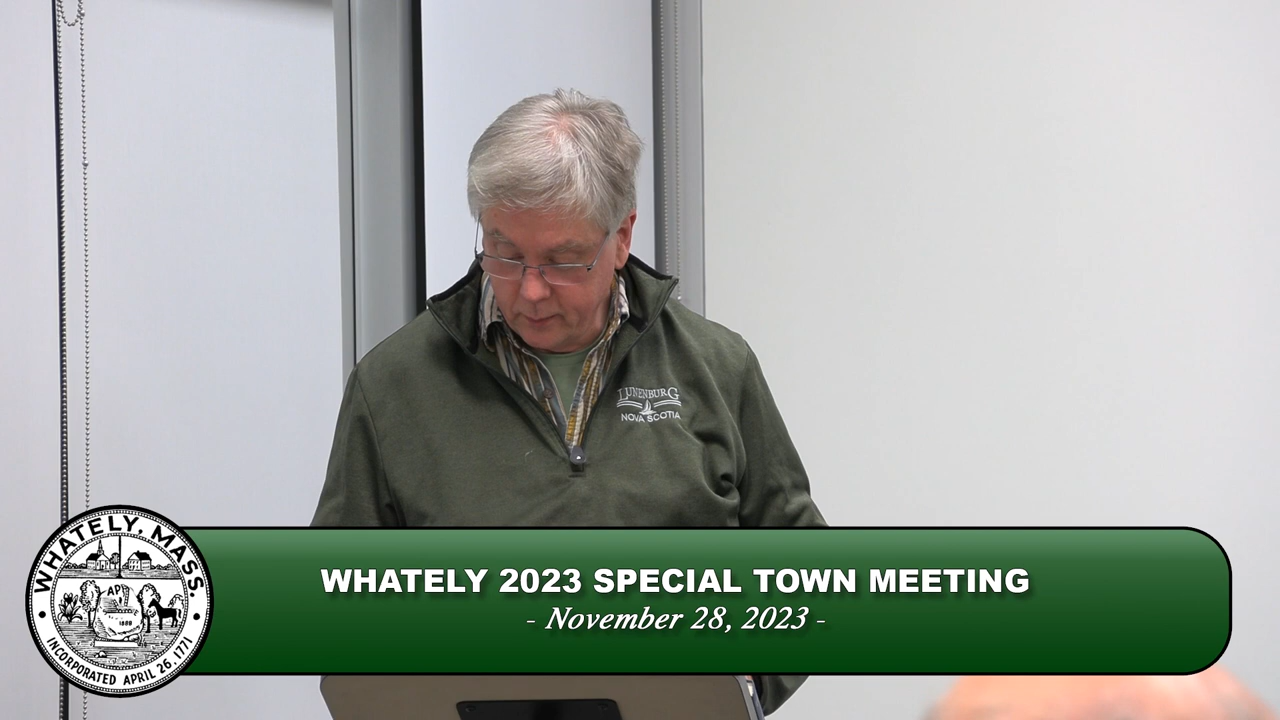 LUNENBURG
NOVA SCOTIA
WHATELY, MASS.
INCORPORATED APRIL 26, 1771
WHATELY 2023 SPECIAL TOWN MEETING
- November 28, 2023 -